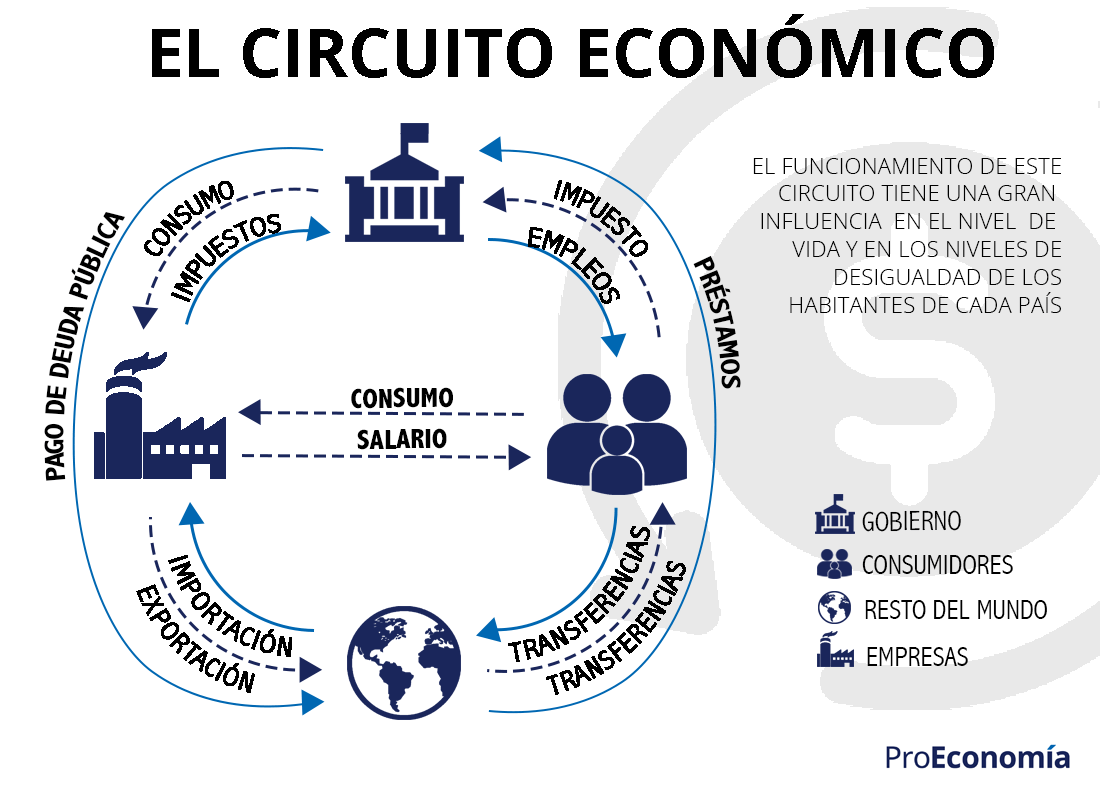 EL CIRCUITO ECONÓMICO
EL FUNCIONAMIENTO DE ESTE
CIRCUITO TIENE UNA GRAN
INFLUENCIA EN EL NIVEL DE
VIDA Y EN LOS NIVELES DE
DESIGUALDAD DE LOS
HABITANTES DE CADA PAÍS
PAGO DE DEUDA PÚBLICA
CONSUMO
IMPUESTOS
IMPUESTO
EMPLEOS
PRÉSTAMOS
CONSUMO
SALARIO
IMPORTACIÓN
EXPORTACIÓN
TRANSFERENCIAS
TRANSFERENCIAS
GOBIERNO
CONSUMIDORES
RESTO DEL MUNDO
EMPRESAS
ProEconomía